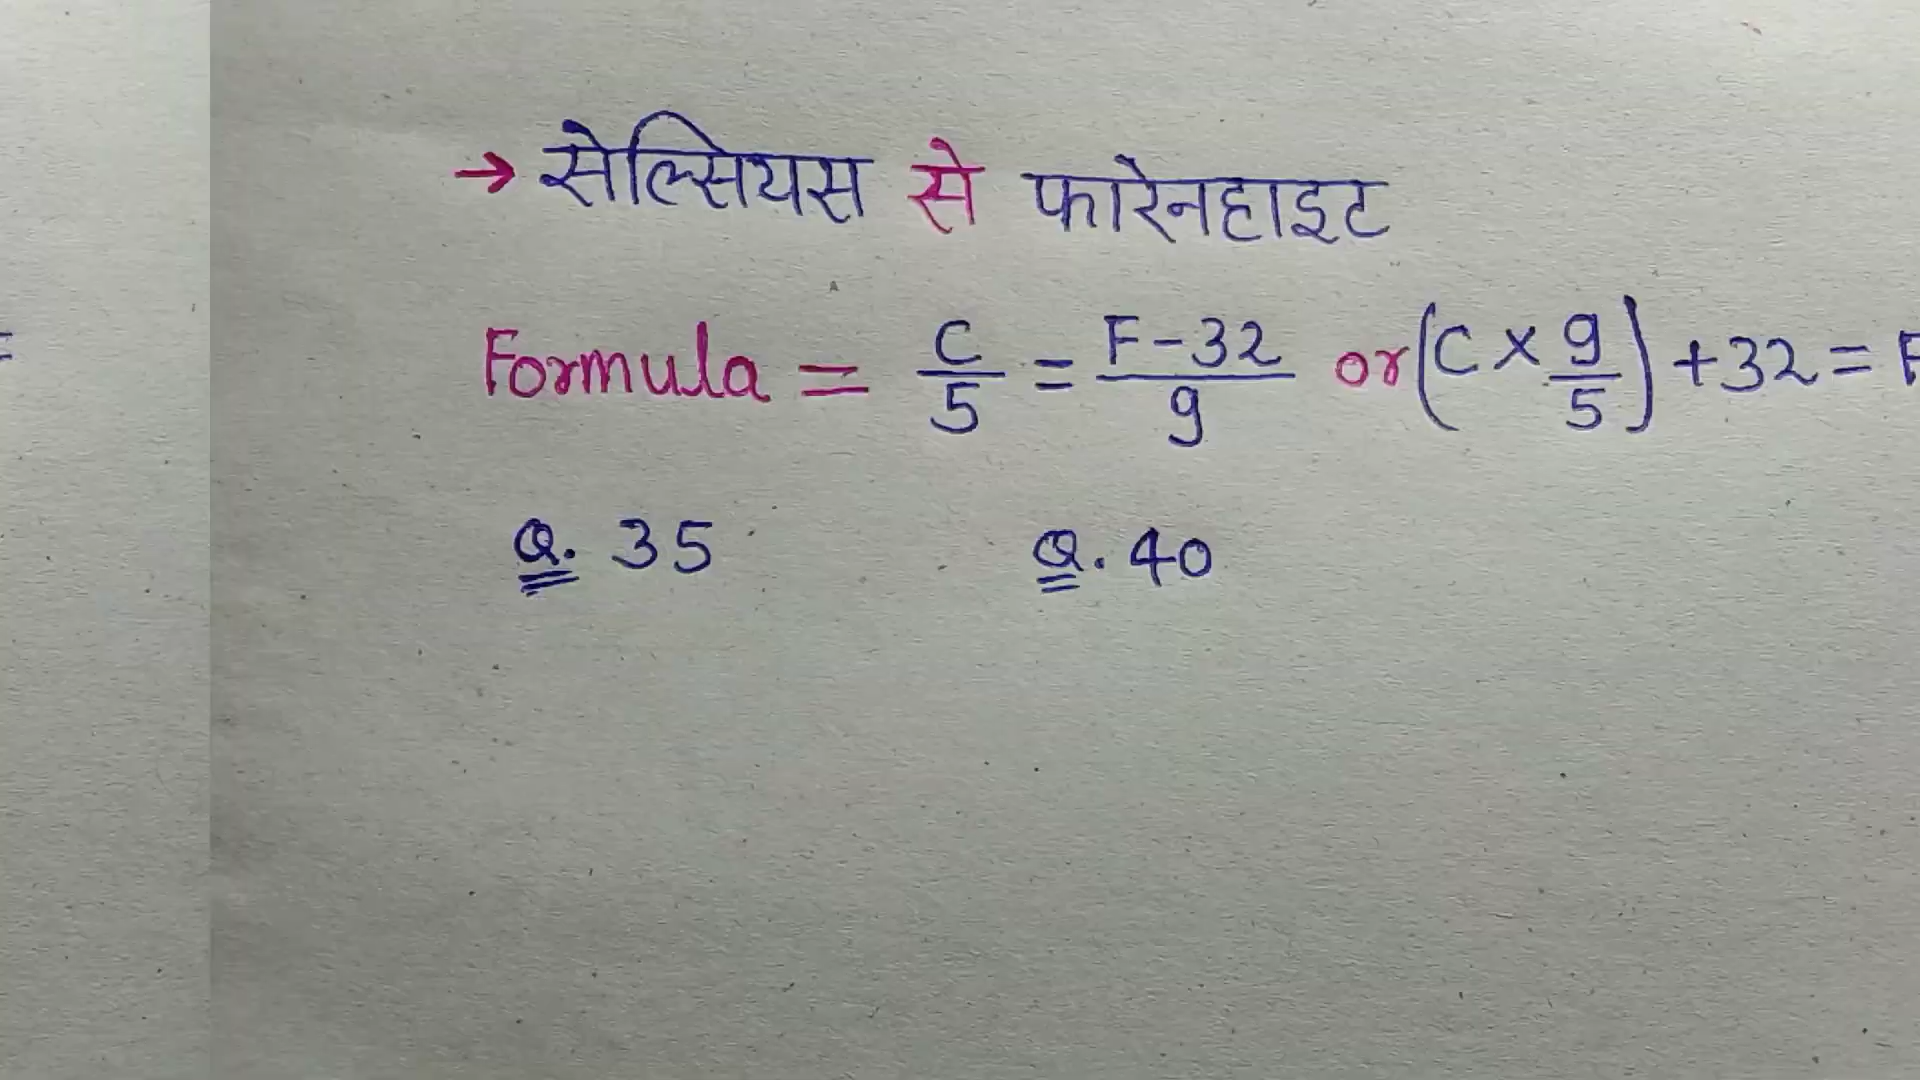 → सेल्सियस से फारेनहाइट
Formula = C/5 = F-32/9 or (C × 9/5) + 32 = F
Q. 35 Q. 40